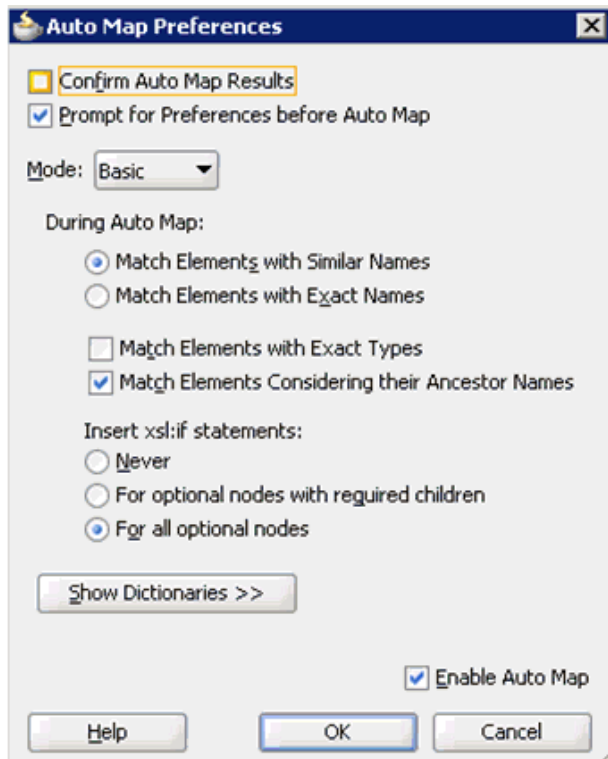 Auto Map Preferences
Confirm Auto Map Results
Prompt for Preferences before Auto Map
Mode: Basic
During Auto Map:
Match Elements with Similar Names
Match Elements with Exact Names
Match Elements with Exact Types
Match Elements Considering their Ancestor Names
Insert xsl:if statements:
Never
For optional nodes with required children
For all optional nodes
Show Dictionaries >>
Enable Auto Map
Help OK Cancel